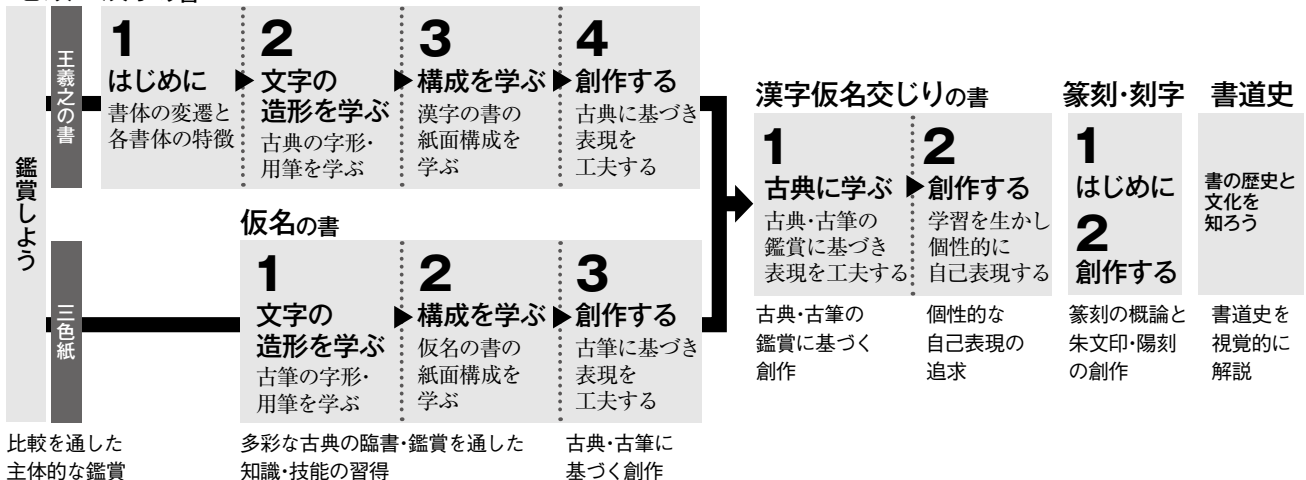 鑑賞しよう
王羲之の書
1
はじめに
書体の変遷と
各書体の特徴
2
文字の
造形を学ぶ
古典の字形・
用筆を学ぶ
3
構成を学ぶ
漢字の書の
紙面構成を
学ぶ
4
創作する
古典に基づき
表現を
工夫する
三色紙
仮名の書
1
文字の
造形を学ぶ
古筆の字形・
用筆を学ぶ
2
構成を学ぶ
仮名の書の
紙面構成を
学ぶ
3
創作する
古筆に基づき
表現を
工夫する
比較を通した
主体的な鑑賞
多彩な古典の臨書・鑑賞を通した
知識・技能の習得
古典・古筆に
基づく創作
漢字仮名交じりの書
1
古典に学ぶ
古典・古筆の
鑑賞に基づき
表現を工夫する
2
創作する
学習を生かし
個性的に
自己表現する
古典・古筆の
鑑賞に基づく
創作
個性的な
自己表現の
追求
篆刻・刻字
1
はじめに
2
創作する
篆刻の概論と
朱文印・陽刻
の創作
書道史
書の歴史と
文化を
知ろう
書道史を
視覚的に
解説